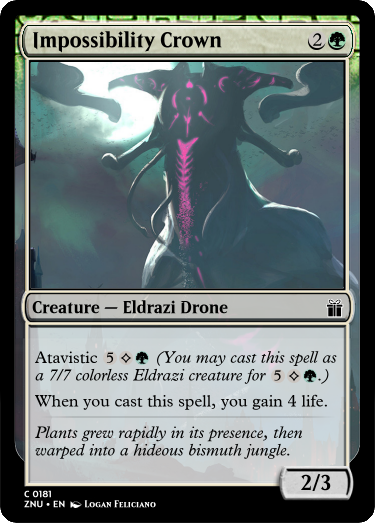 Impossibility Crown 2
Creature — Eldrazi Drone
Atavistic 5 (You may cast this spell as
a 7/7 colorless Eldrazi creature for 5 .)
When you cast this spell, you gain 4 life.
Plants grew rapidly in its presence, then
warped into a hideous bismuth jungle.
2/3
C 0181
ZNU • EN Logan Feliciano